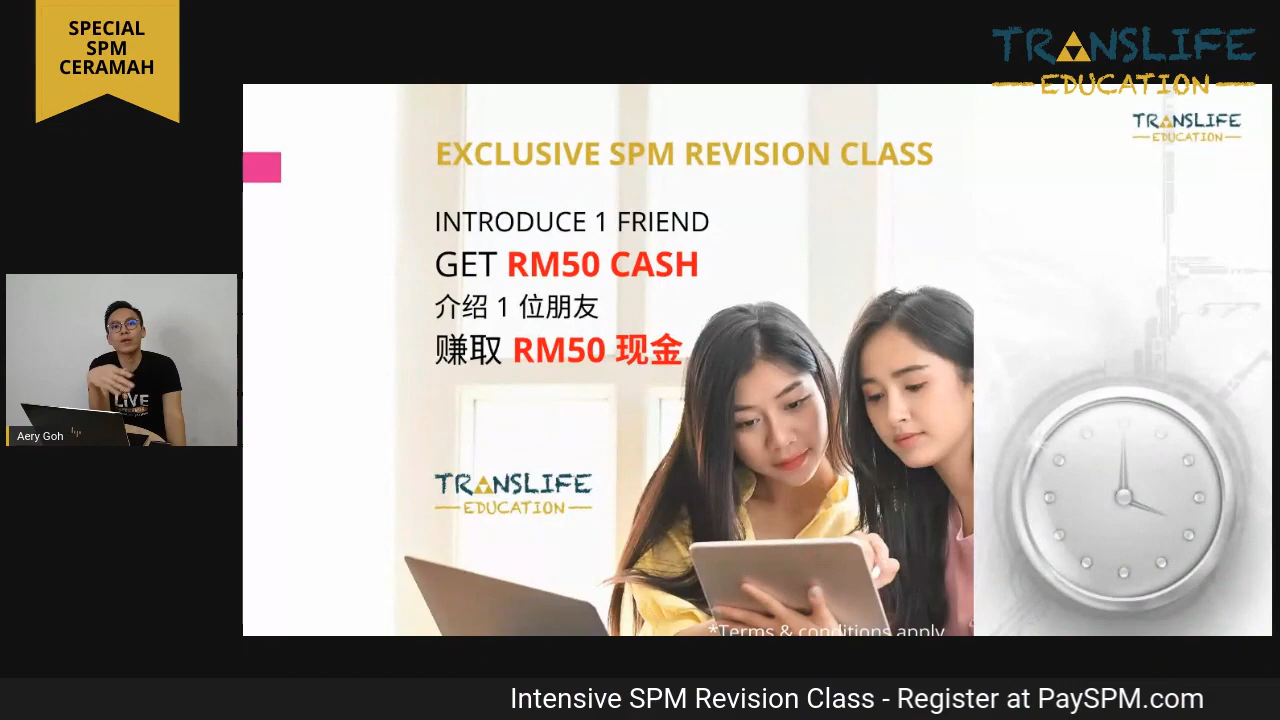 SPECIAL
SPM
CERAMAH
TRANSLIFE
EDUCATION
TRANSLIFE
EDUCATION
EXCLUSIVE SPM REVISION CLASS
INTRODUCE 1 FRIEND
GET RM50 CASH
介绍 1 位朋友
赚取 RM50 现金
TRANSLIFE
EDUCATION
*Terms & conditions apply
LIVE
Aery Goh
hp
Intensive SPM Revision Class - Register at PaySPM.com